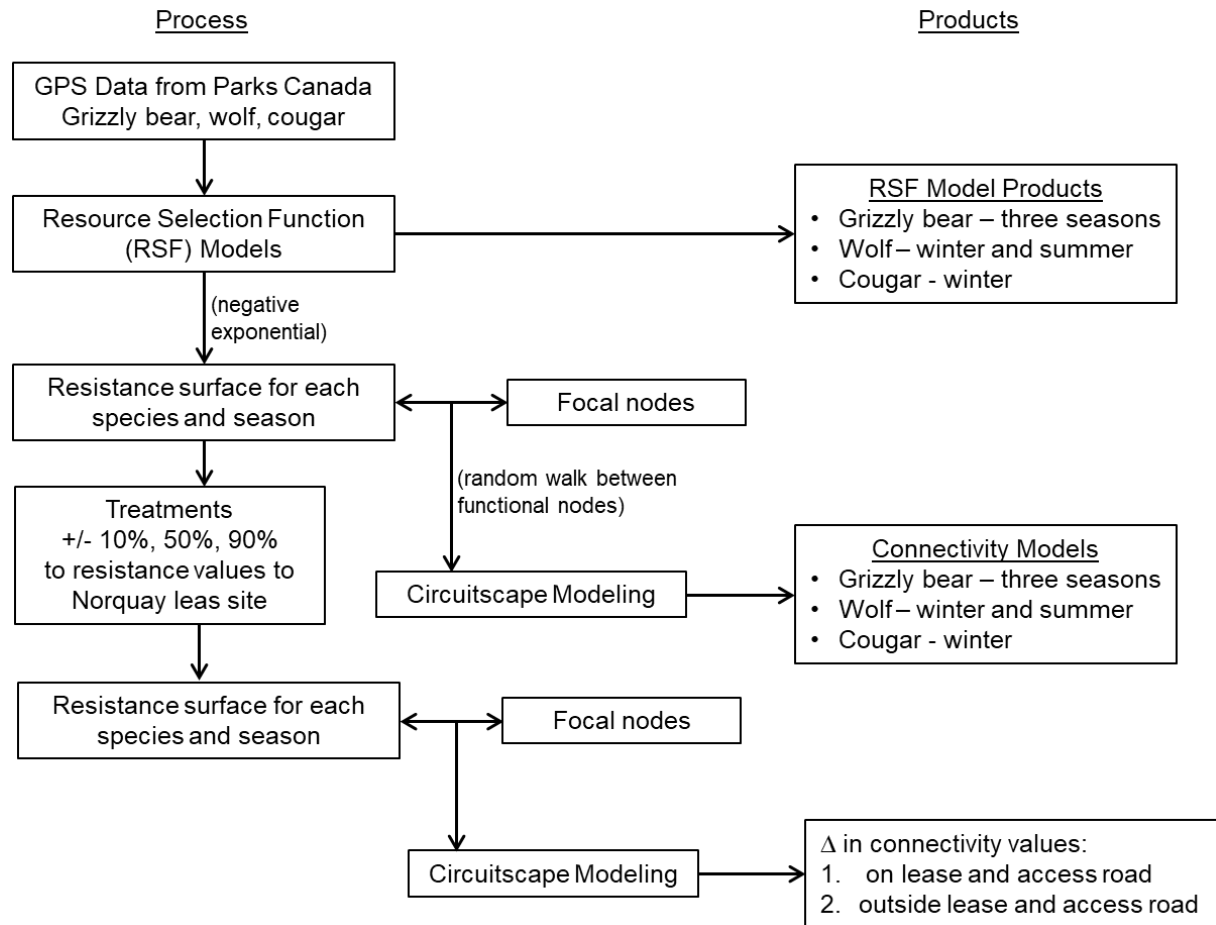 Process
Products
GPS Data from Parks Canada
Grizzly bear, wolf, cougar
Resource Selection Function
(RSF) Models
RSF Model Products
• Grizzly bear – three seasons
• Wolf – winter and summer
• Cougar - winter
(negative
exponential)
Resistance surface for each
species and season
Focal nodes
(random walk between
functional nodes)
Treatments
+/- 10%, 50%, 90%
to resistance values to
Norquay leas site
Circuitscape Modeling
Connectivity Models
• Grizzly bear – three seasons
• Wolf – winter and summer
• Cougar - winter
Resistance surface for each
species and season
Focal nodes
Circuitscape Modeling
Δ in connectivity values:
1. on lease and access road
2. outside lease and access road